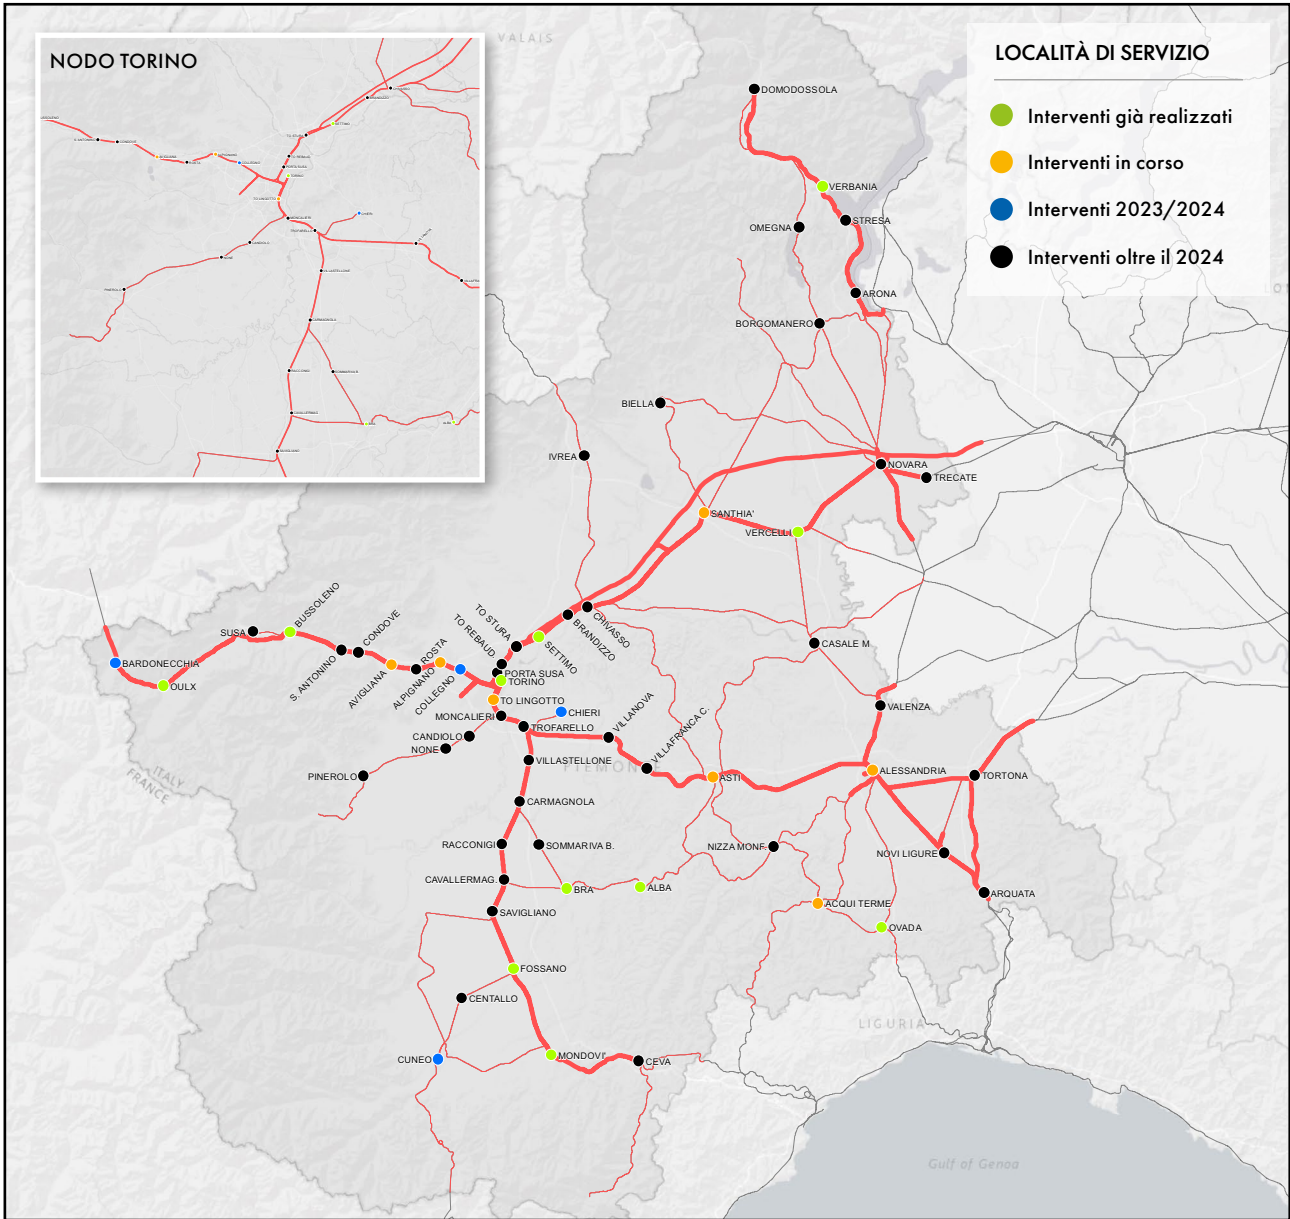 NODO TORINO
VALAIS
LOCALITÀ DI SERVIZIO
Interventi già realizzati
Interventi in corso
Interventi 2023/2024
Interventi oltre il 2024
DOMODOSSOLA
VERBANIA
STRESA
OMEGNA
ARONA
BORGOMANERO
BIELLA
IVREA
NOVARA
TRECATE
SANTHIA'
VERCELLI
CHIVASSO
BRANDIZZO
SETTIMO
TO STURA
TO REBAUD.
PORTA SUSA
TORINO
TO LINGOTTO
SUSA
BUSSOLENO
BARDONECCHIA
OULX
S. ANTONINO
CONDOVE
AVIGLIANA
ROSTA
ALPIGNANO
COLLEGNO
CASALE M.
MONCALIERI
CHIERI
TROFARELLO
VILLANOVA
VILLAFRANCA C.
CANDIOLO
NONE
PINEROLO
VILLASTELLONE
PIEMONTE
ASTI
VALENZA
ALESSANDRIA
TORTONA
CARMAGNOLA
RACCONIGI
SOMMARIVA B.
NIZZA MONF.
NOVI LIGURE
CAVALLERMAG.
BRA
ALBA
ARQUATA
ACQUI TERME
SAVIGLIANO
OVADA
FOSSANO
CENTALLO
LIGURIA
CUNEO
MONDOVI'
CEVA
ITALY
FRANCE
Gulf of Genoa